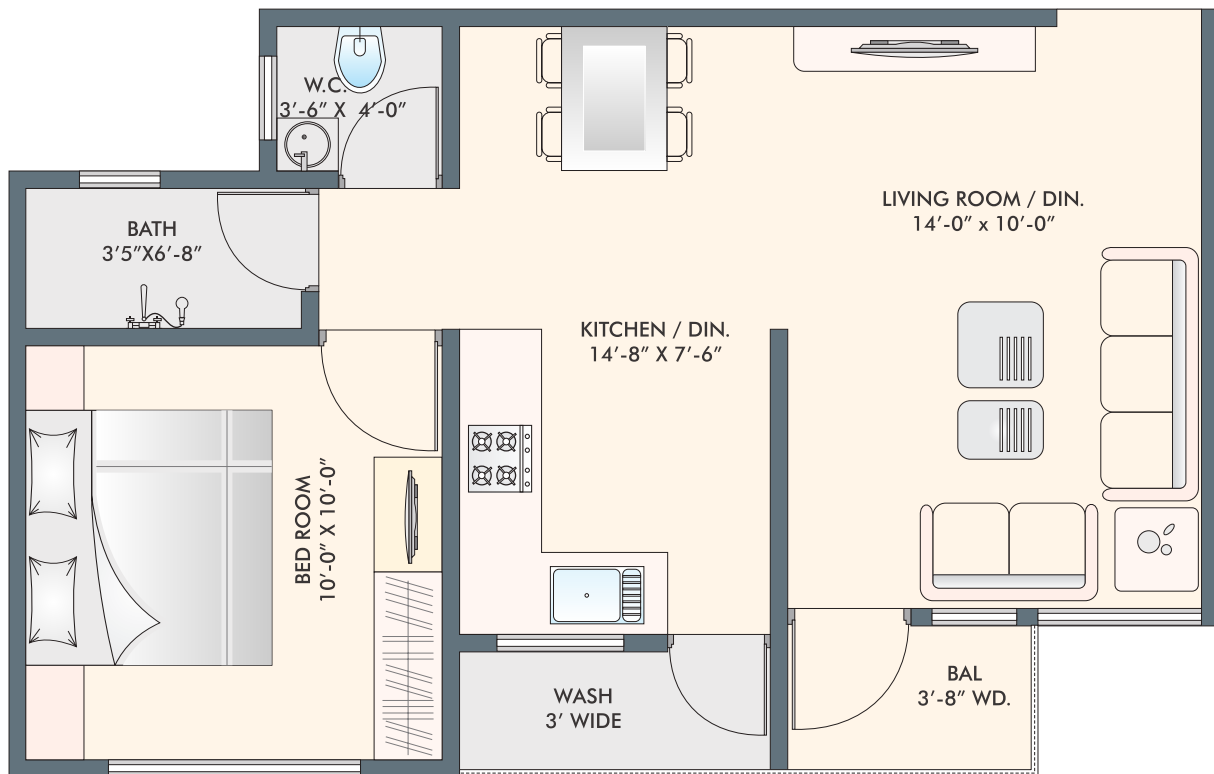 W.C.
3'-6" X 4'-0"
LIVING ROOM / DIN.
14'-0" x 10'-0"
BATH
3'5"X6'-8"
KITCHEN / DIN.
14'-8" X 7'-6"
BED ROOM
10'-0" X 10'-0"
WASH
3' WIDE
BAL
3'-8" WD.